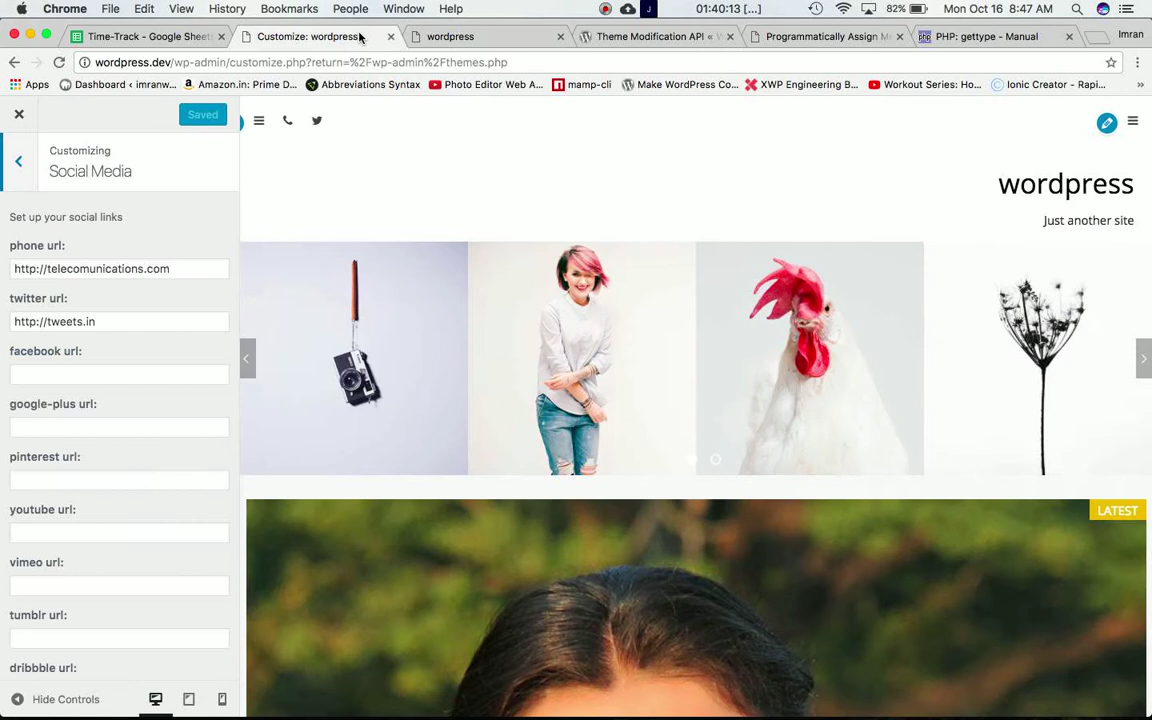 Chrome File Edit View History Bookmarks People Window Help 01:40:13 [...] 82% Mon Oct 16 8:47 AM
Time-Track - Google Sheet Customize: wordpress wordpress Theme Modification API « W Programmatically Assign M PHP: gettype - Manual Imran
wordpress.dev/wp-admin/customize.php?return=%2Fwp-admin%2Fthemes.php
Apps Dashboard ‹ imranw... Amazon.in: Prime D... Abbreviations Syntax Photo Editor Web A... mamp-cli Make WordPress Co... XWP Engineering B... Workout Series: Ho... Ionic Creator - Rapi... »
Saved
Customizing
Social Media
wordpress
Just another site
Set up your social links
phone url:
http://telecomunications.com
twitter url:
http://tweets.in
facebook url:
google-plus url:
pinterest url:
youtube url:
LATEST
vimeo url:
tumblr url:
dribbble url:
Hide Controls